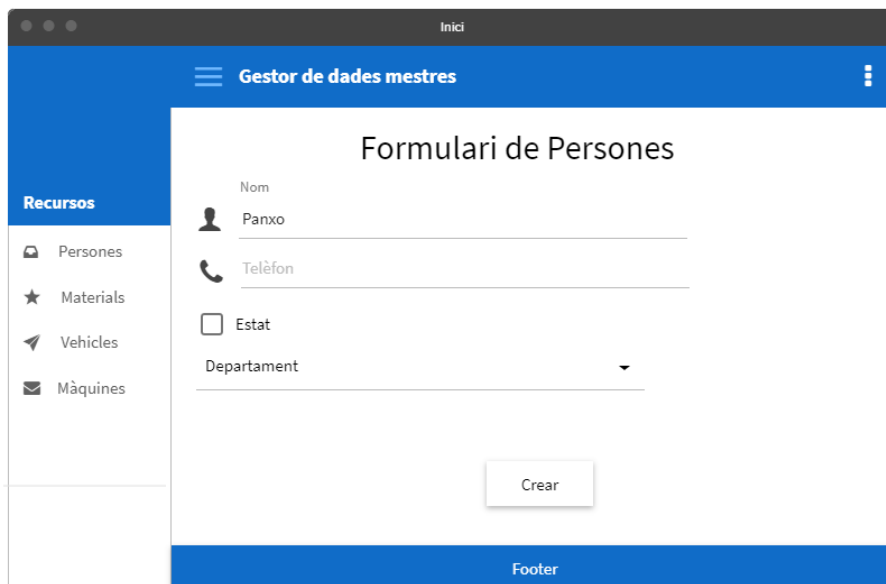 Inici
Gestor de dades mestres
Recursos
Persones
Materials
Vehicles
Màquines
Formulari de Persones
Nom
Panxo
Telèfon
Estat
Departament
Crear
Footer